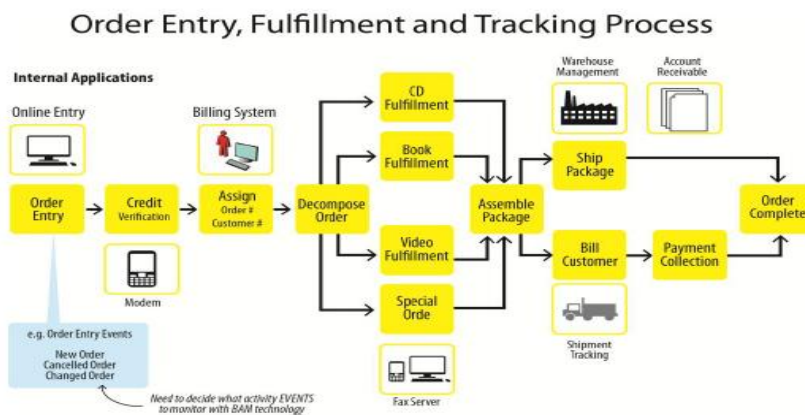 Order Entry, Fulfillment and Tracking Process
Internal Applications
Online Entry
Billing System
Warehouse
Management
Account
Receivable
Order
Entry
Credit
Verification
Assign
Order #
Customer #
Decompose
Order
CD
Fulfillment
Book
Fulfillment
Video
Fulfillment
Special
Orde
Assemble
Package
Ship
Package
Bill
Customer
Payment
Collection
Order
Complete
Modem
Fax Server
Shipment
Tracking
e.g. Order Entry Events
New Order
Cancelled Order
Changed Order
Need to decide what activity EVENTS
to monitor with BAM technology